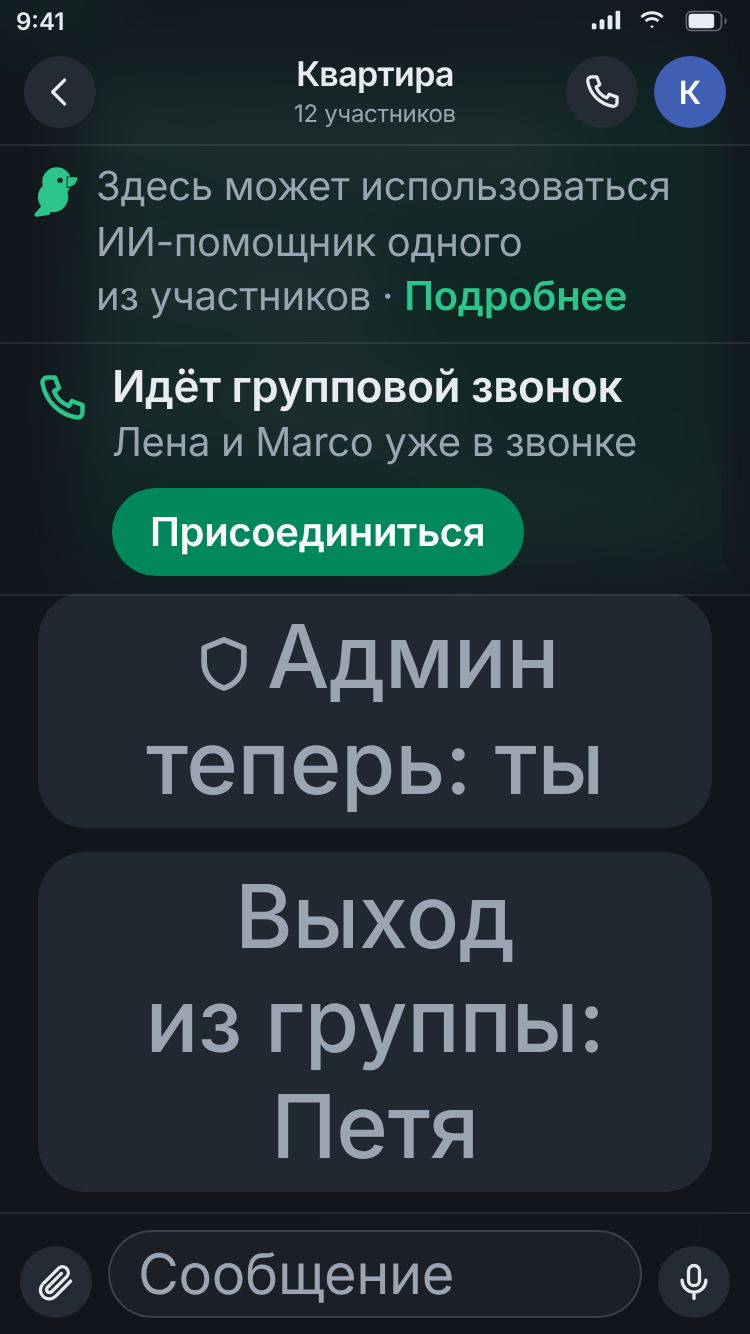 9:41
Квартира
12 участников
К
Здесь может использоваться
ИИ-помощник одного
из участников · Подробнее
Идёт групповой звонок
Лена и Marco уже в звонке
Присоединиться
Админ
теперь: ты
Выход
из группы:
Петя
Сообщение